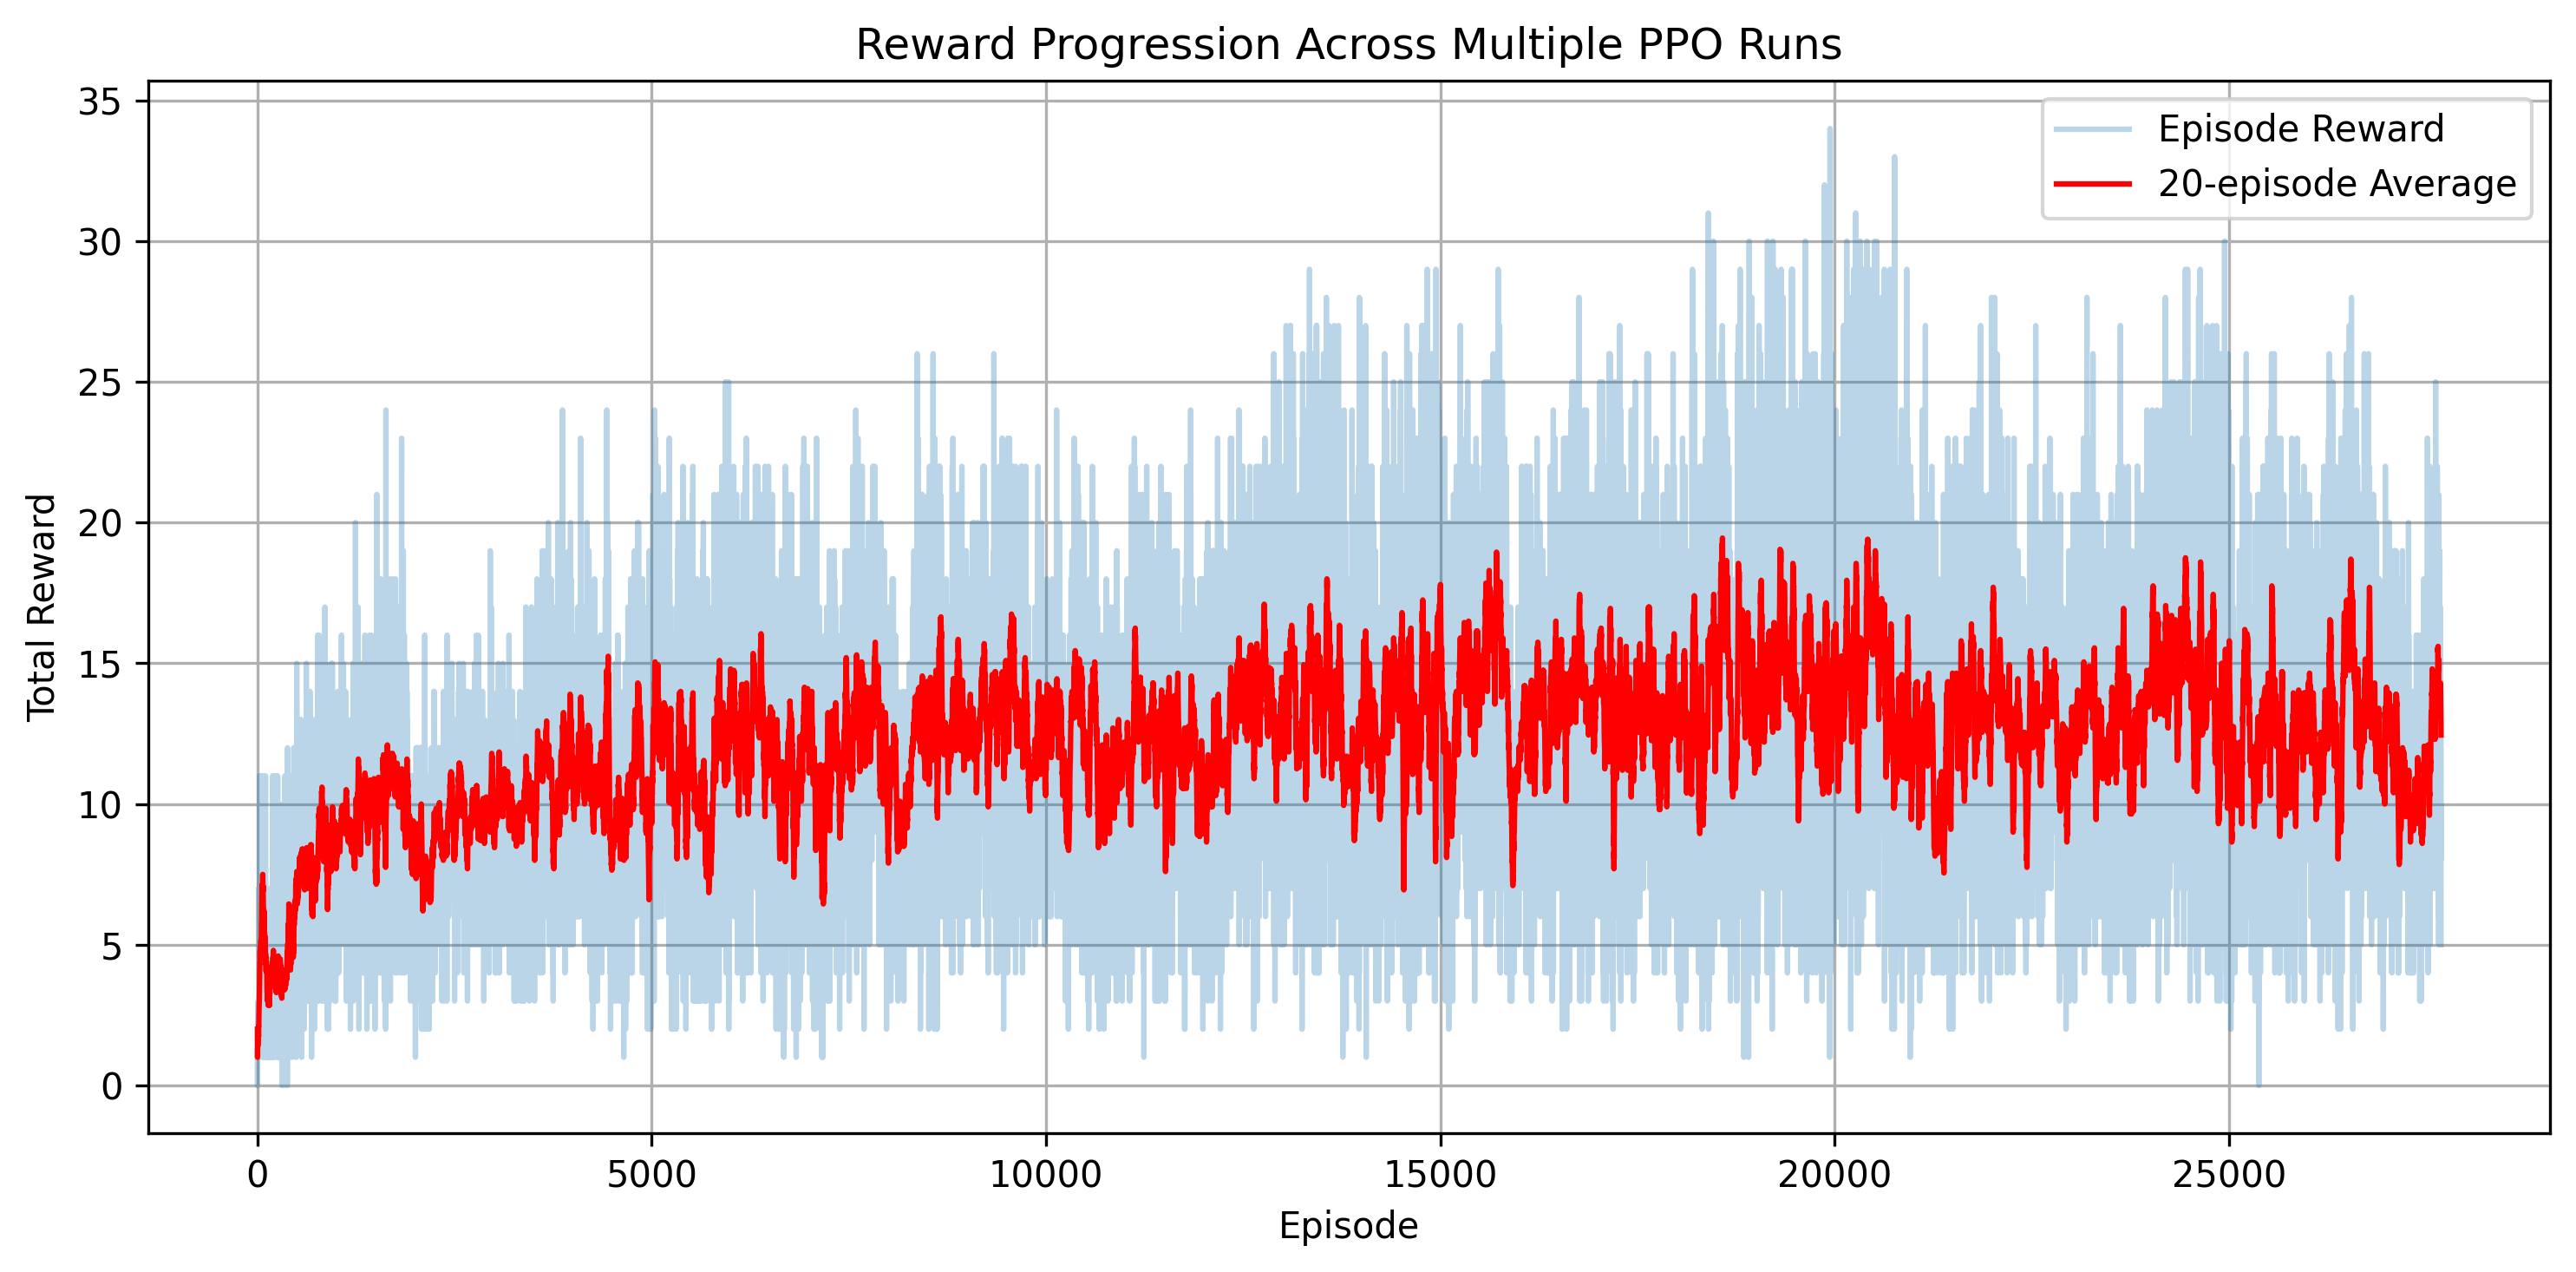 Reward Progression Across Multiple PPO Runs
35
30
25
20
15
10
5
0
Total Reward
Episode Reward
20-episode Average
0 5000 10000 15000 20000 25000
Episode